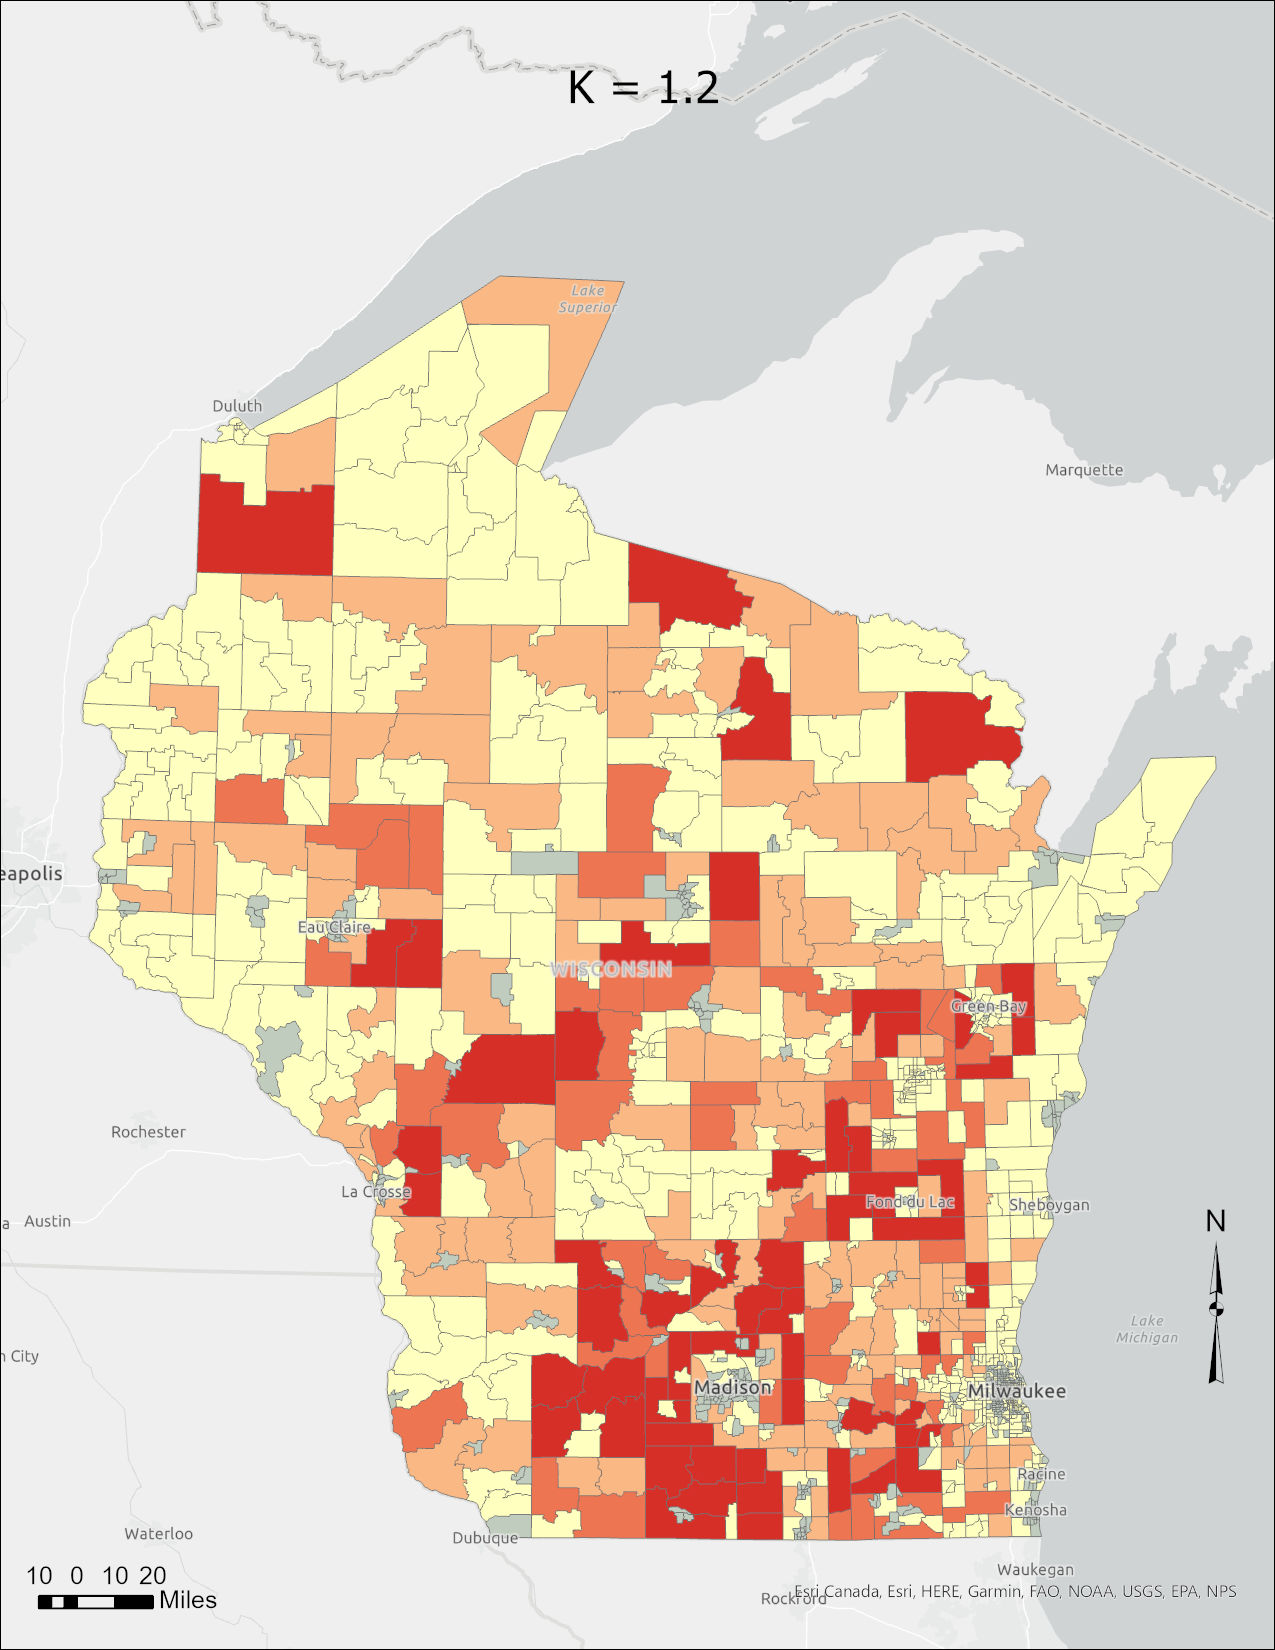 K = 1.2
Lake
Superior
Duluth
Marquette
eapolis
Eau Claire
WISCONSIN
Green Bay
Rochester
La Crosse
Fond du Lac
Sheboygan
a
Austin
N
Lake
Michigan
n City
Madison
Milwaukee
Racine
Kenosha
Waterloo
Dubuque
Waukegan
10 0 10 20
Miles
Rockford
Esri Canada, Esri, HERE, Garmin, FAO, NOAA, USGS, EPA, NPS